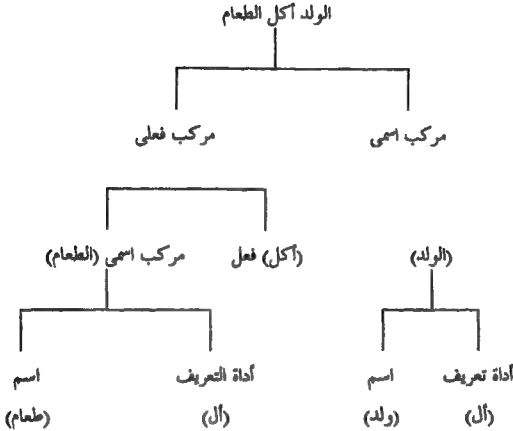 الولد أكل الطعام
مركب اسمى مركب فعلى
(الولد) (أكل) فعل مركب اسمى (الطعام)
أداة تعريف اسم أداة التعريف اسم
(أل) (ولد) (أل) (طعام)